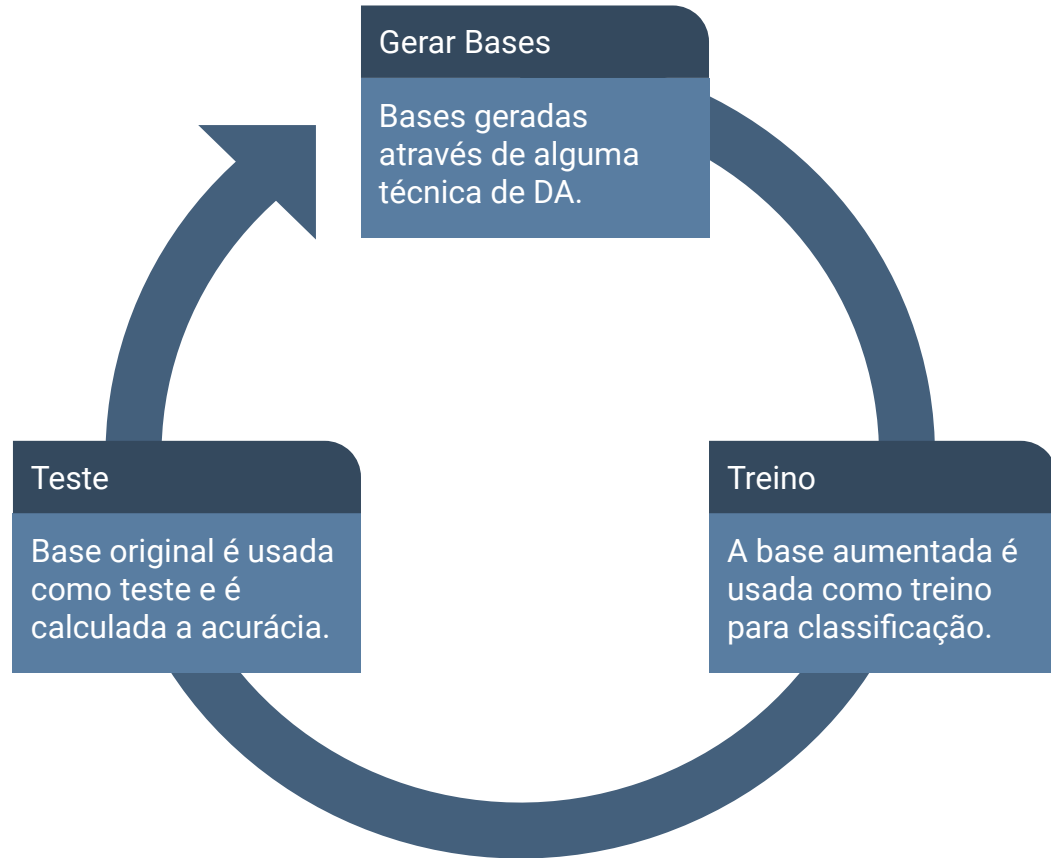 Gerar Bases
Bases geradas
através de alguma
técnica de DA.
Teste
Base original é usada
como teste e é
calculada a acurácia.
Treino
A base aumentada é
usada como treino
para classificação.